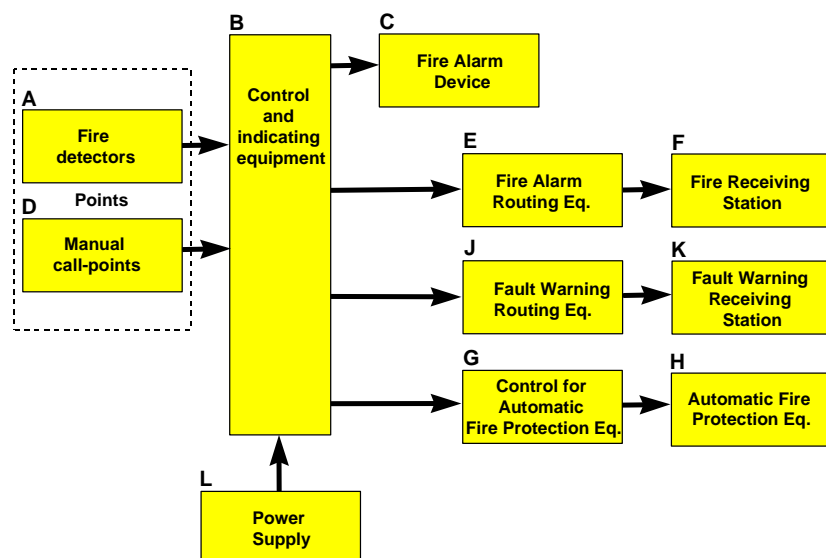 B
C
Fire Alarm
Device
A
Control
and
indicating
equipment
Fire
detectors
E
F
Fire Alarm
Routing Eq.
Fire Receiving
Station
Points
D
Manual
call-points
J
K
Fault Warning
Routing Eq.
Fault Warning
Receiving
Station
G
H
Control for
Automatic
Fire Protection Eq.
Automatic Fire
Protection Eq.
L
Power
Supply